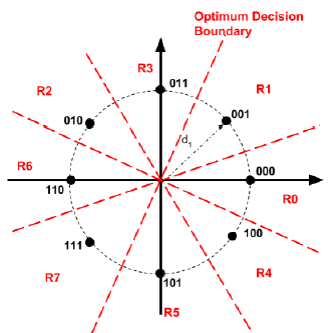 Optimum Decision
Boundary
R3
011
R1
R2
001
010
d1
R6
000
110
R0
100
111
R7
101
R4
R5